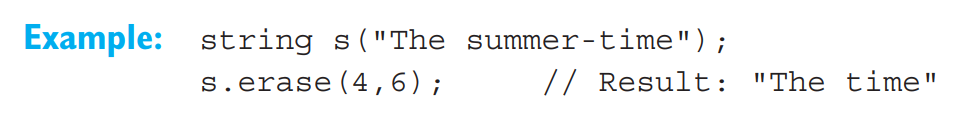 Example: string s("The summer-time");
s.erase(4,6); // Result: "The time"